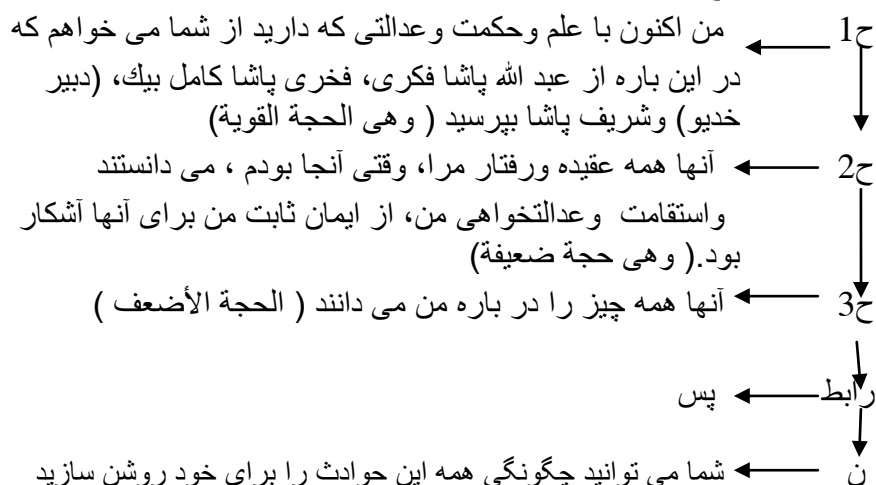 ح1 من اکنون با علم وحکمت وعدالتی که دارید از شما می خواهم که
در این باره از عبد الله پاشا فکری، فخری پاشا کامل بیك، (دبیر
خدیو) وشریف پاشا بپرسید ( وهی الحجة القویة)
ح2 آنها همه عقیده ورفتار مرا، وقتی آنجا بودم ، می دانستند
واستقامت وعدالتخواهی من، از ایمان ثابت من برای آنها آشکار
بود.( وهی حجة ضعیفة)
ح3 آنها همه چیز را در باره من می دانند ( الحجة الأضعف )
رابط پس
ن شما می توانید چگونگی همه این حوادث را برای خود روشن سازید